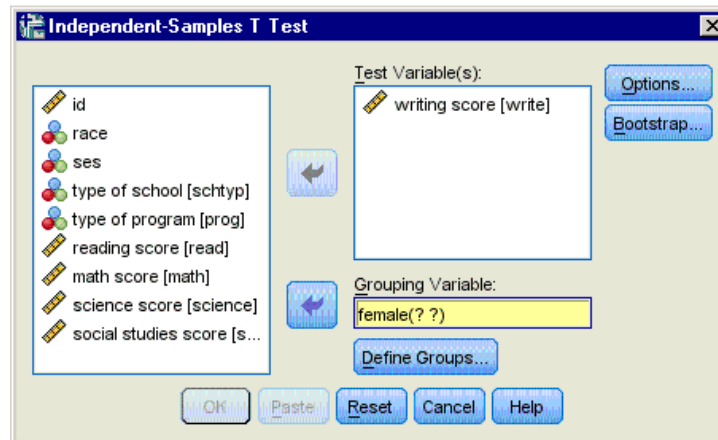 Independent-Samples T Test
id
race
ses
type of school [schtyp]
type of program [prog]
reading score [read]
math score [math]
science score [science]
social studies score [s...
Test Variable(s):
writing score [write]
Grouping Variable:
female(? ?)
Define Groups...
Options...
Bootstrap...
OK
Paste
Reset
Cancel
Help